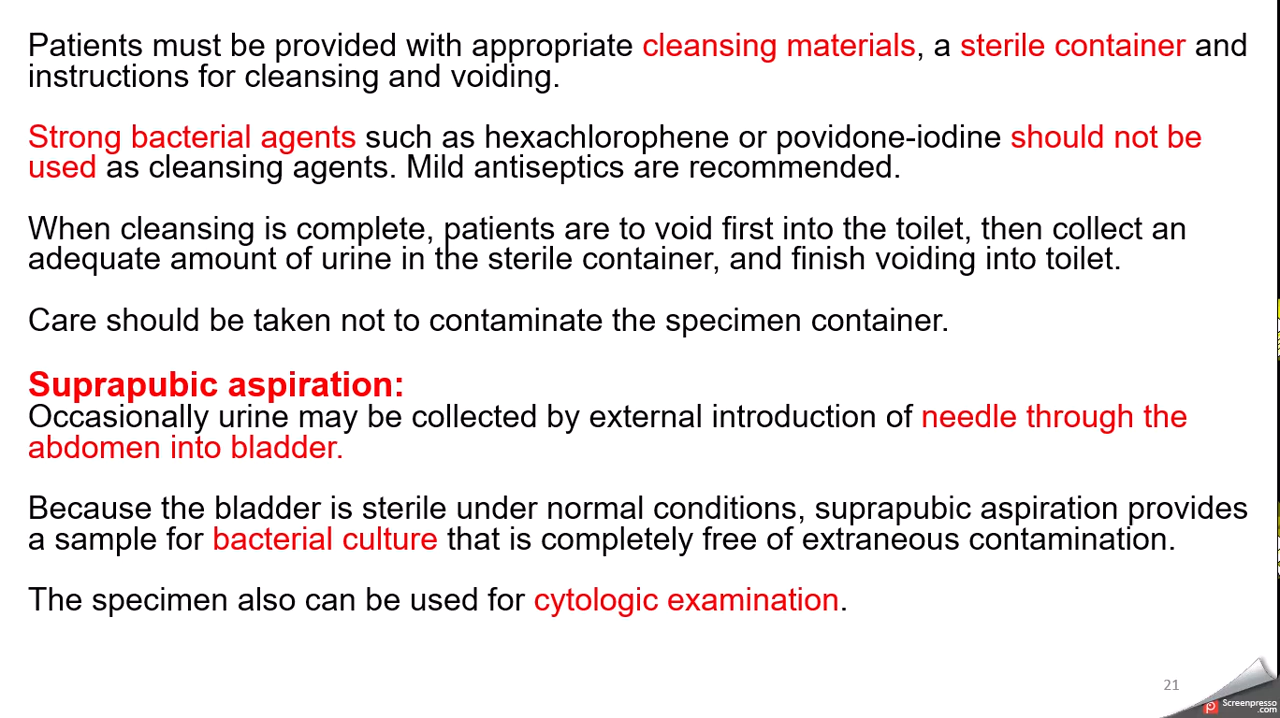 Patients must be provided with appropriate cleansing materials, a sterile container and
instructions for cleansing and voiding.
Strong bacterial agents such as hexachlorophene or povidone-iodine should not be
used as cleansing agents. Mild antiseptics are recommended.
When cleansing is complete, patients are to void first into the toilet, then collect an
adequate amount of urine in the sterile container, and finish voiding into toilet.
Care should be taken not to contaminate the specimen container.
Suprapubic aspiration:
Occasionally urine may be collected by external introduction of needle through the
abdomen into bladder.
Because the bladder is sterile under normal conditions, suprapubic aspiration provides
a sample for bacterial culture that is completely free of extraneous contamination.
The specimen also can be used for cytologic examination.
21
Screenpresso
.com